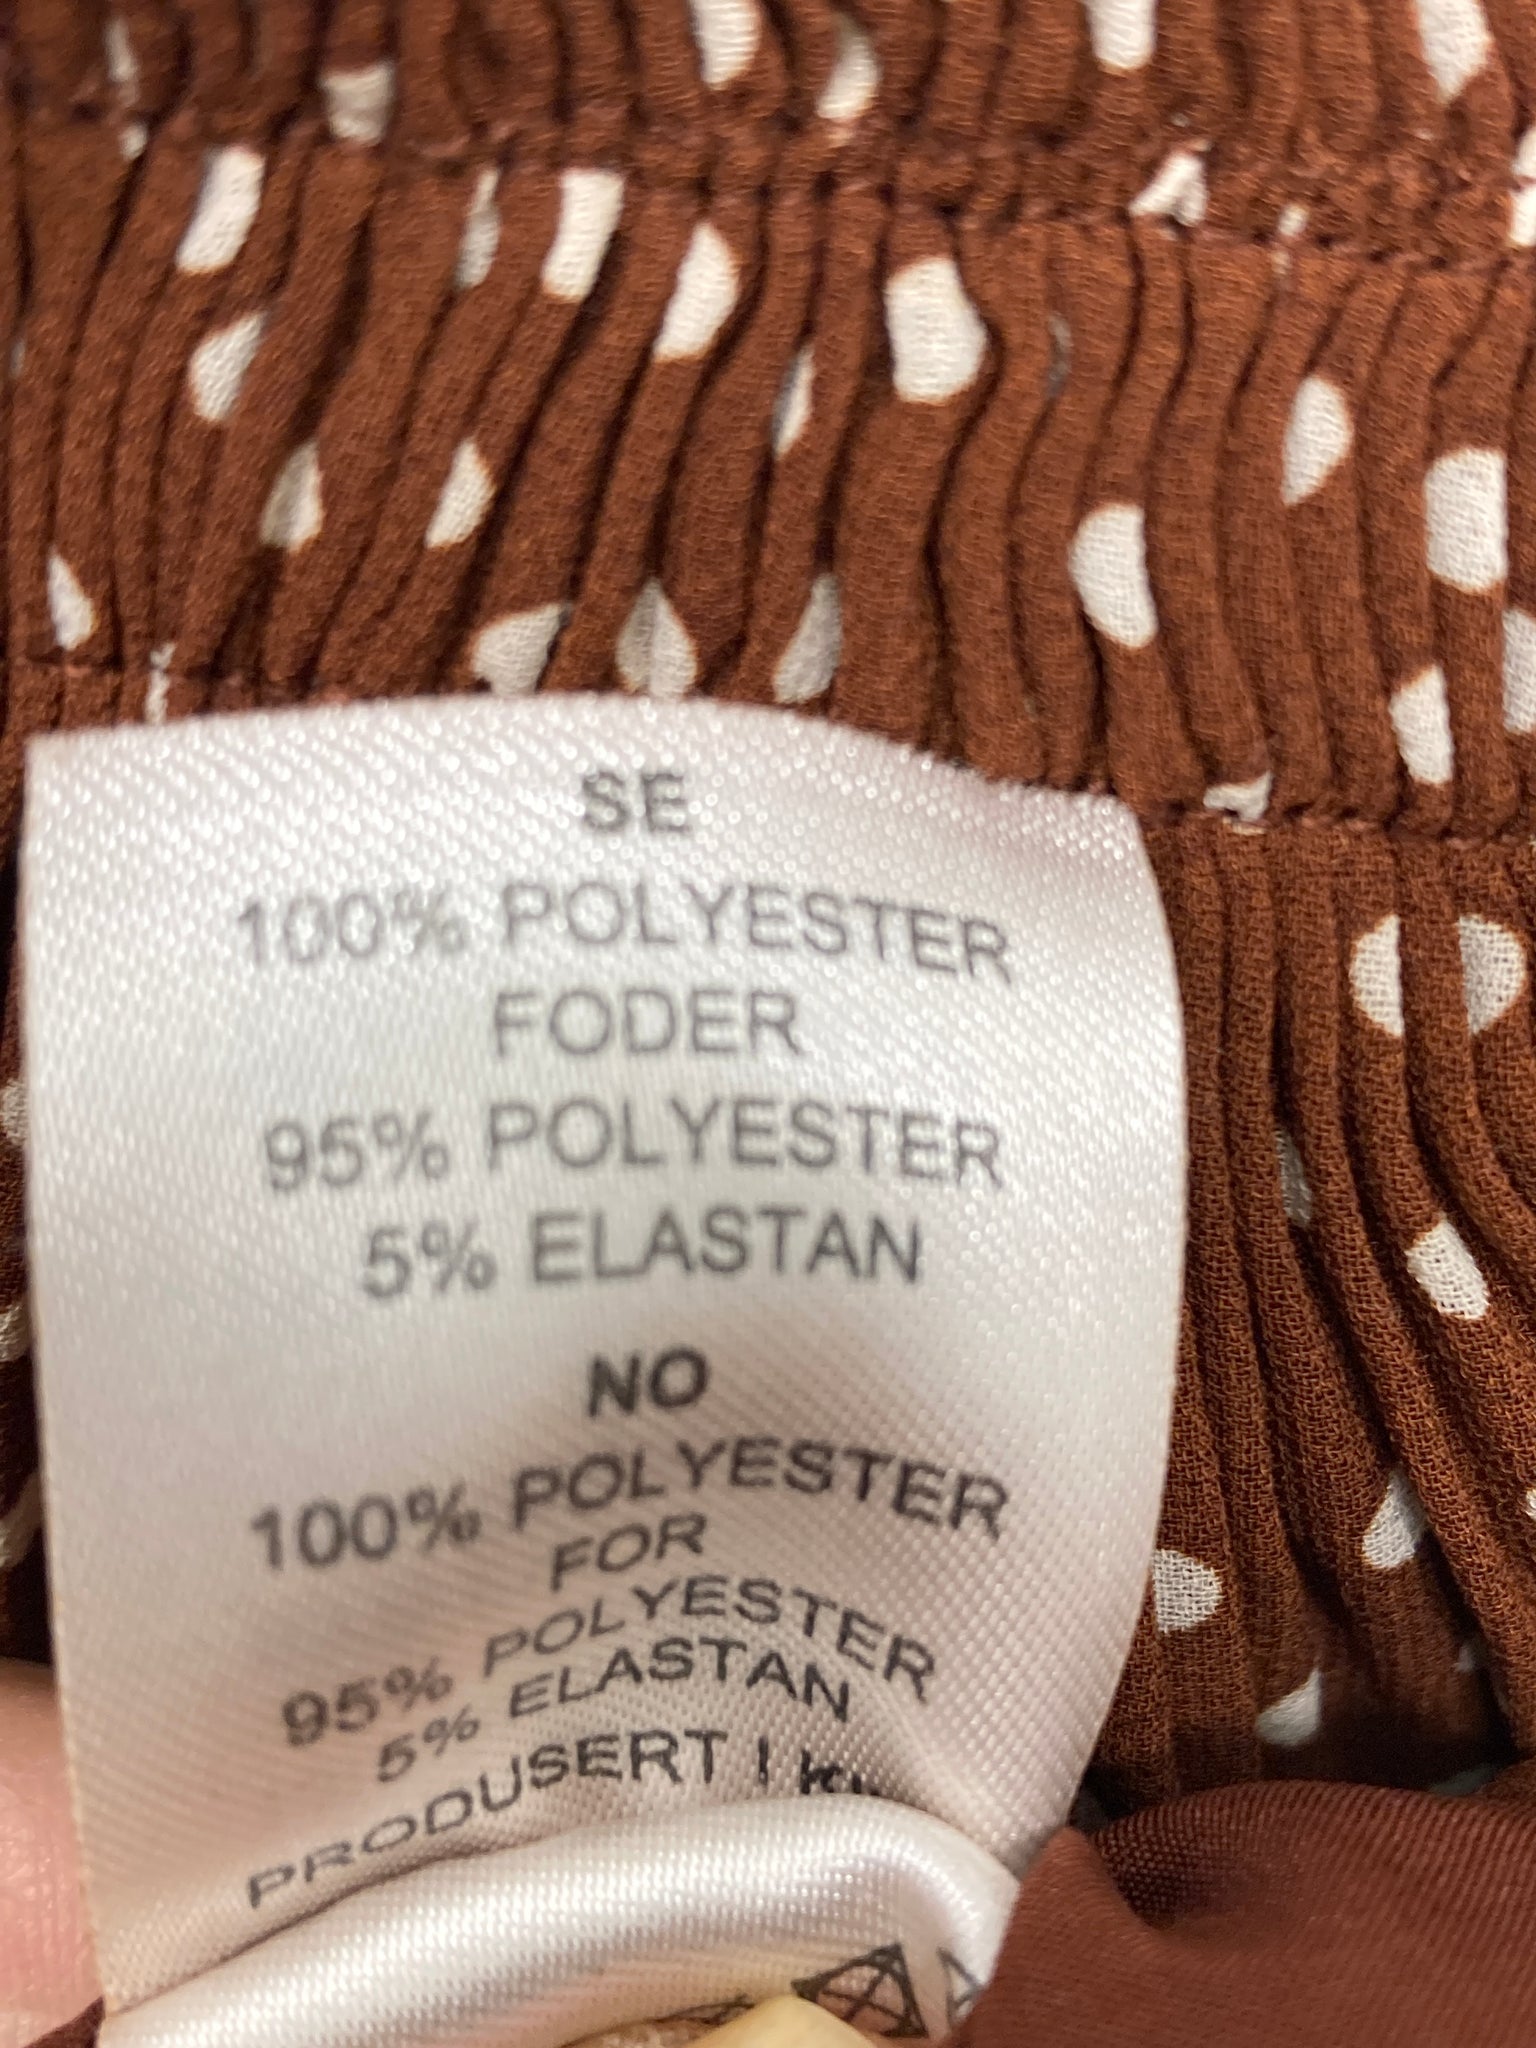 SE
100% POLYESTER
FODER
95% POLYESTER
5% ELASTAN
NO
100% POLYESTER
FOR
95% POLYESTER
5% ELASTAN
PRODUSERT I